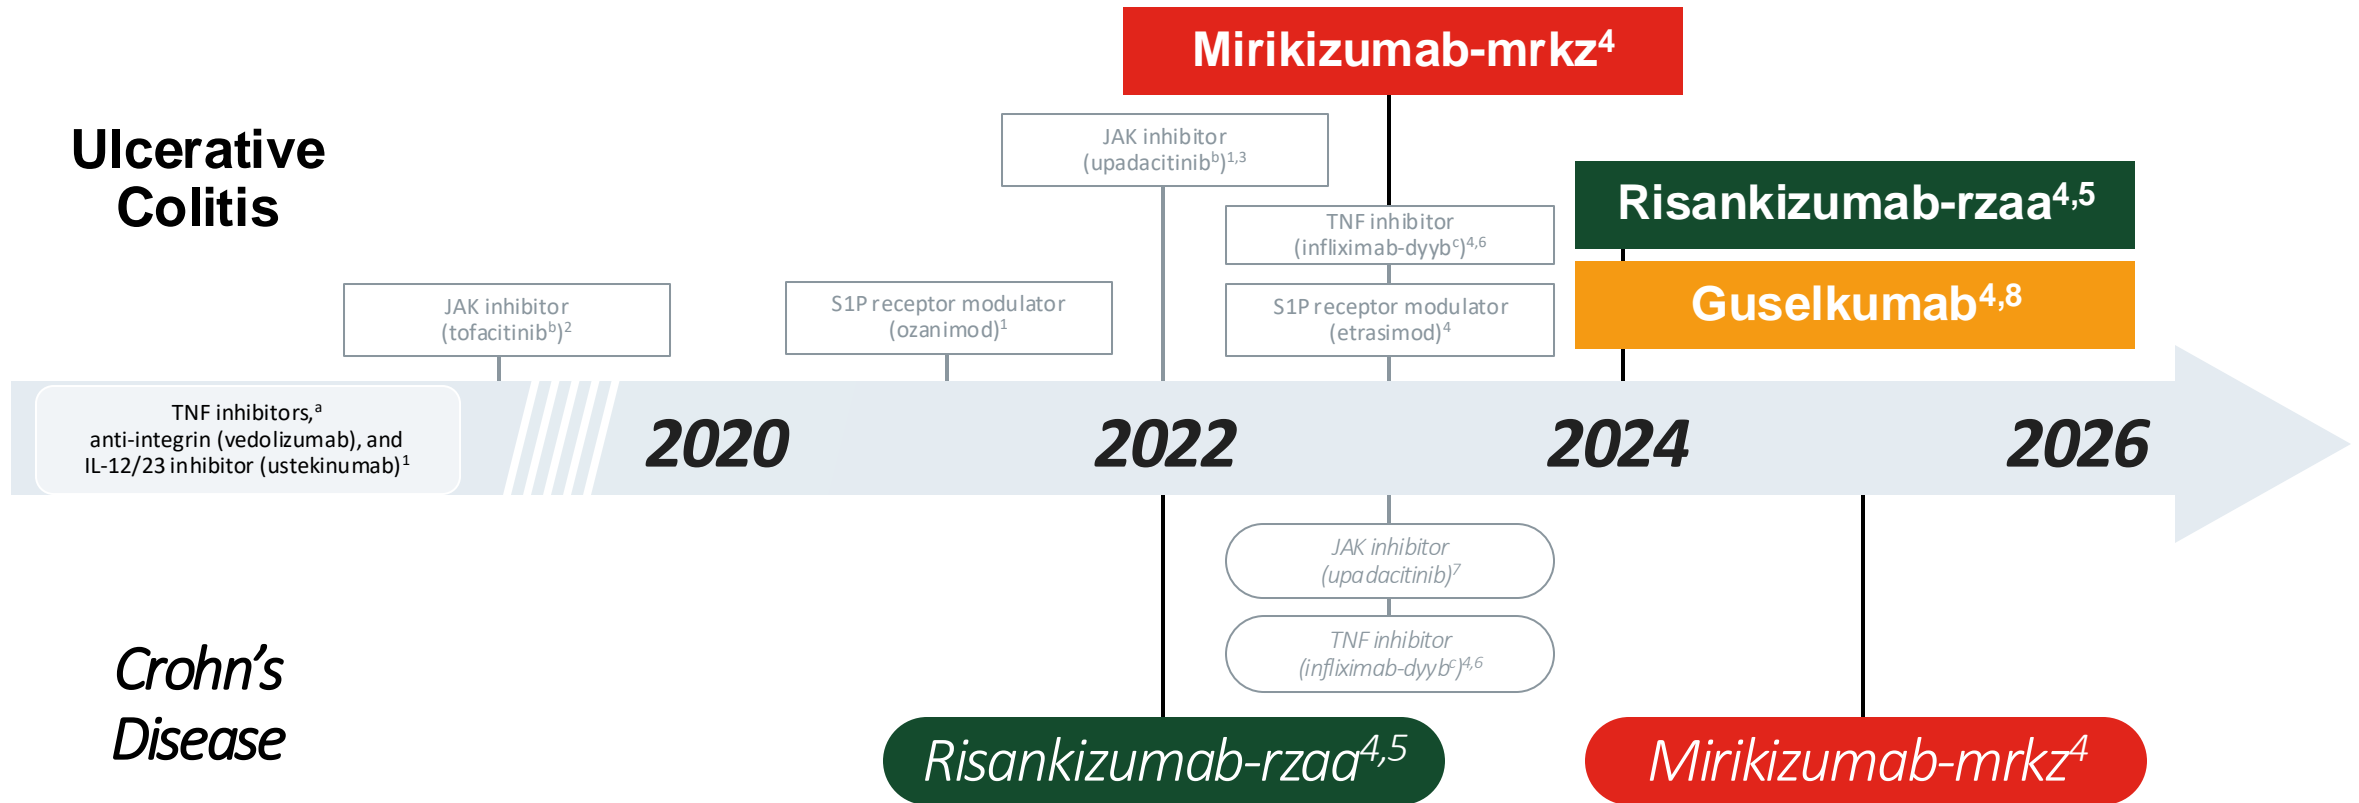 Mirikizumab-mrkz⁴
Ulcerative
Colitis
JAK inhibitor
(upadacitinibᵇ)¹,³
Risankizumab-rzaa⁴,⁵
TNF inhibitor
(infliximab-dyybᶜ)⁴,⁶
Guselkumab⁴,⁸
JAK inhibitor
(tofacitinibᵇ)²
S1P receptor modulator
(ozanimod)¹
S1P receptor modulator
(etrasimod)⁴
TNF inhibitors,ᵃ
anti-integrin (vedolizumab), and
IL-12/23 inhibitor (ustekinumab)¹
2020
2022
2024
2026
JAK inhibitor
(upadacitinib)⁷
TNF inhibitor
(infliximab-dyybᶜ)⁴,⁶
Crohn’s
Disease
Risankizumab-rzaa⁴,⁵
Mirikizumab-mrkz⁴